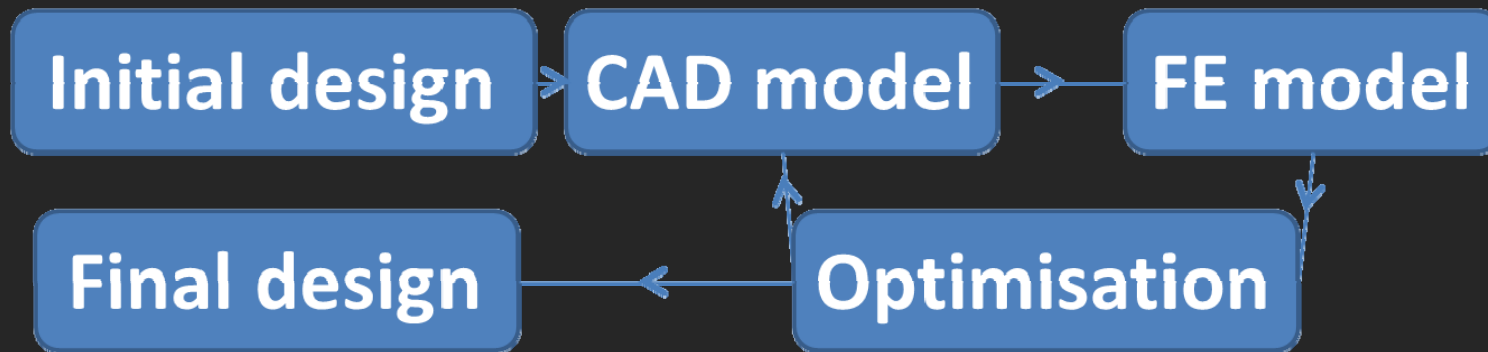 Initial design
CAD model
FE model
Final design
Optimisation